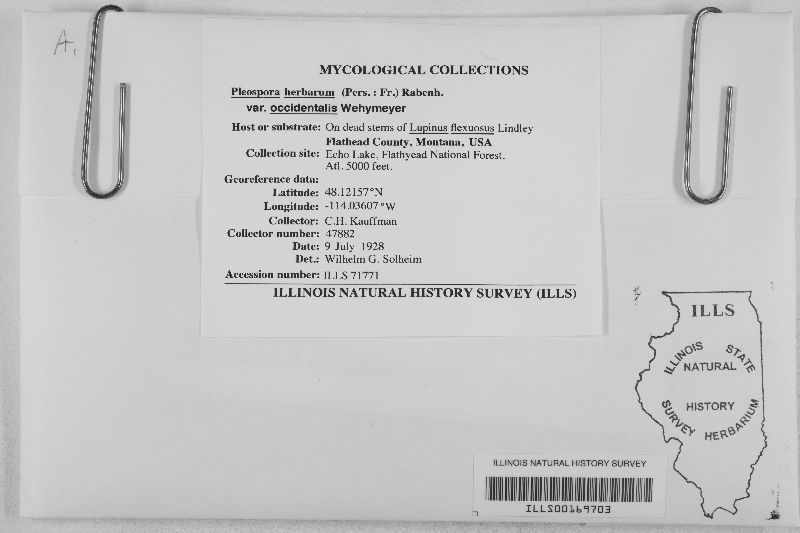 A.
MYCOLOGICAL COLLECTIONS
Pleospora herbarum (Pers. : Fr.) Rabenh.
var. occidentalis Wehymeyer
Host or substrate: On dead stems of Lupinus flexuosus Lindley
Flathead County, Montana, USA
Collection site: Echo Lake, Flathyead National Forest.
Atl. 5000 feet.
Georeference data:
Latitude: 48.12157°N
Longitude: -114.03607°W
Collector: C.H. Kauffman
Collector number: 47882
Date: 9 July 1928
Det.: Wilhelm G. Solheim
Accession number: ILLS 71771
ILLINOIS NATURAL HISTORY SURVEY (ILLS)
ILLS
ILLINOIS STATE
NATURAL
HISTORY
SURVEY HERBARIUM
ILLINOIS NATURAL HISTORY SURVEY
ILLS00169703